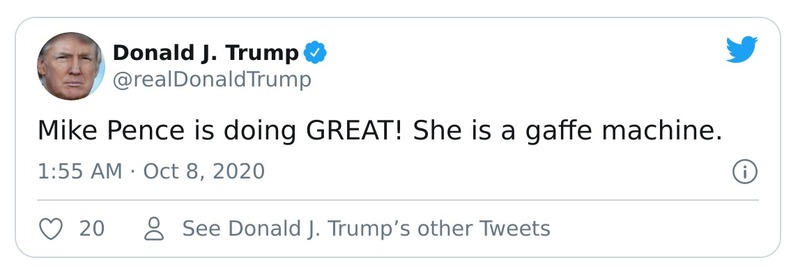 Donald J. Trump
@realDonaldTrump
Mike Pence is doing GREAT! She is a gaffe machine.
1:55 AM · Oct 8, 2020
20 See Donald J. Trump’s other Tweets